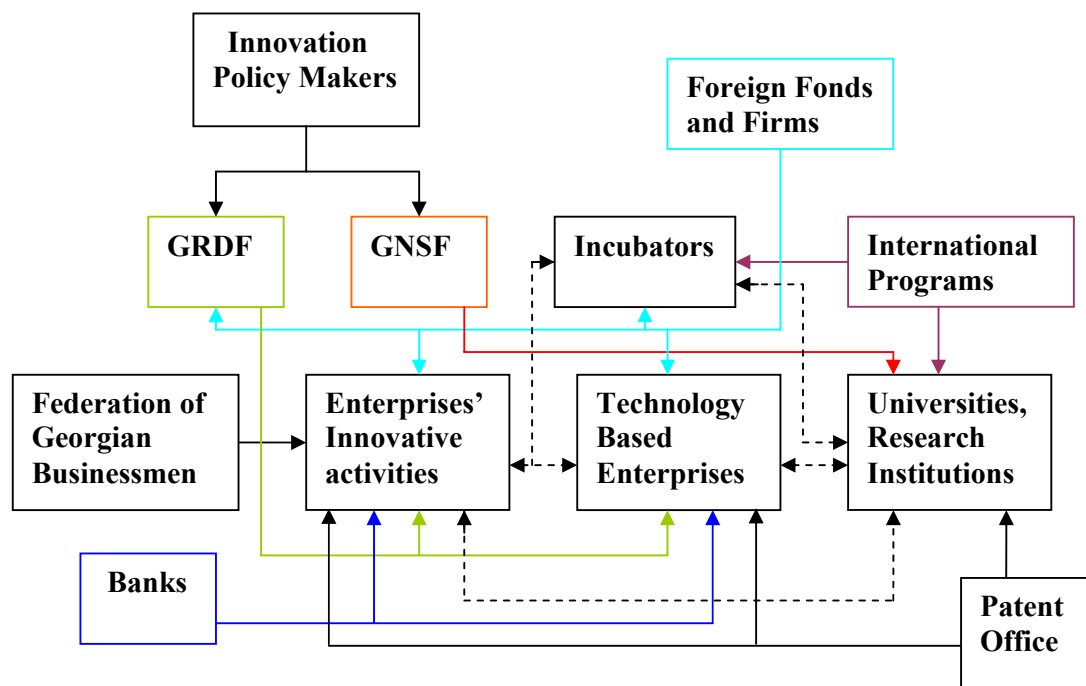 Innovation
Policy Makers
Foreign Fonds
and Firms
GRDF
GNSF
Incubators
International
Programs
Federation of
Georgian
Businessmen
Enterprises’
Innovative
activities
Technology
Based
Enterprises
Universities,
Research
Institutions
Banks
Patent
Office